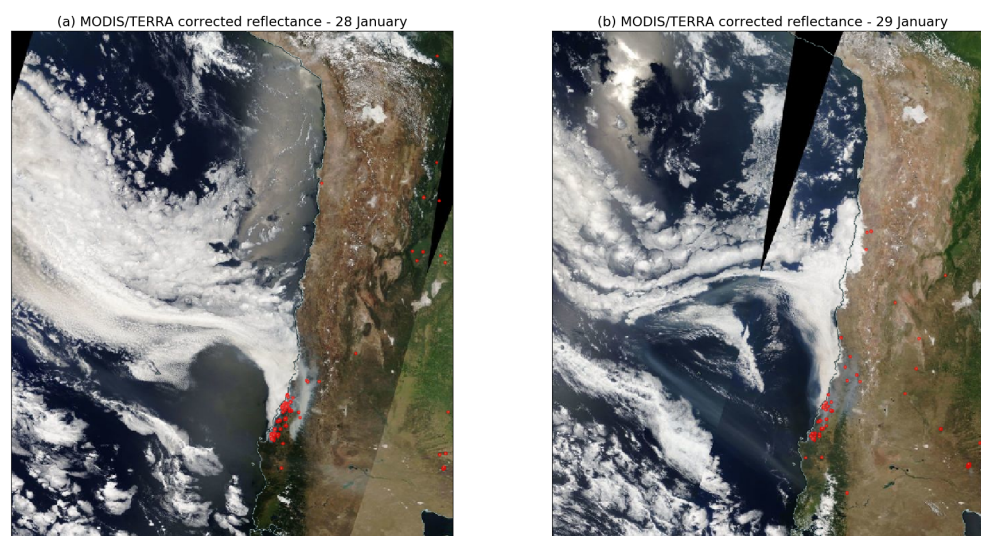 (a) MODIS/TERRA corrected reflectance - 28 January
(b) MODIS/TERRA corrected reflectance - 29 January